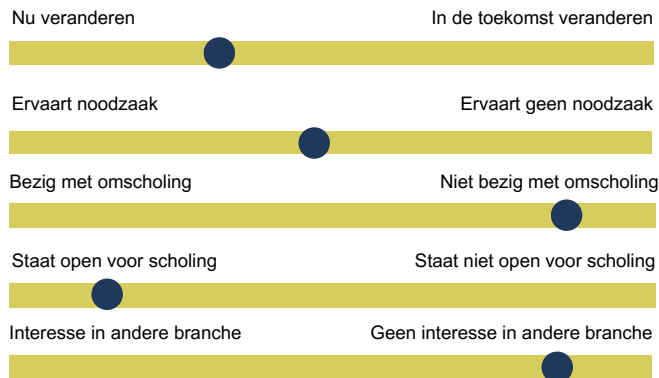 Nu veranderen In de toekomst veranderen
Ervaart noodzaak Ervaart geen noodzaak
Bezig met omscholing Niet bezig met omscholing
Staat open voor scholing Staat niet open voor scholing
Interesse in andere branche Geen interesse in andere branche